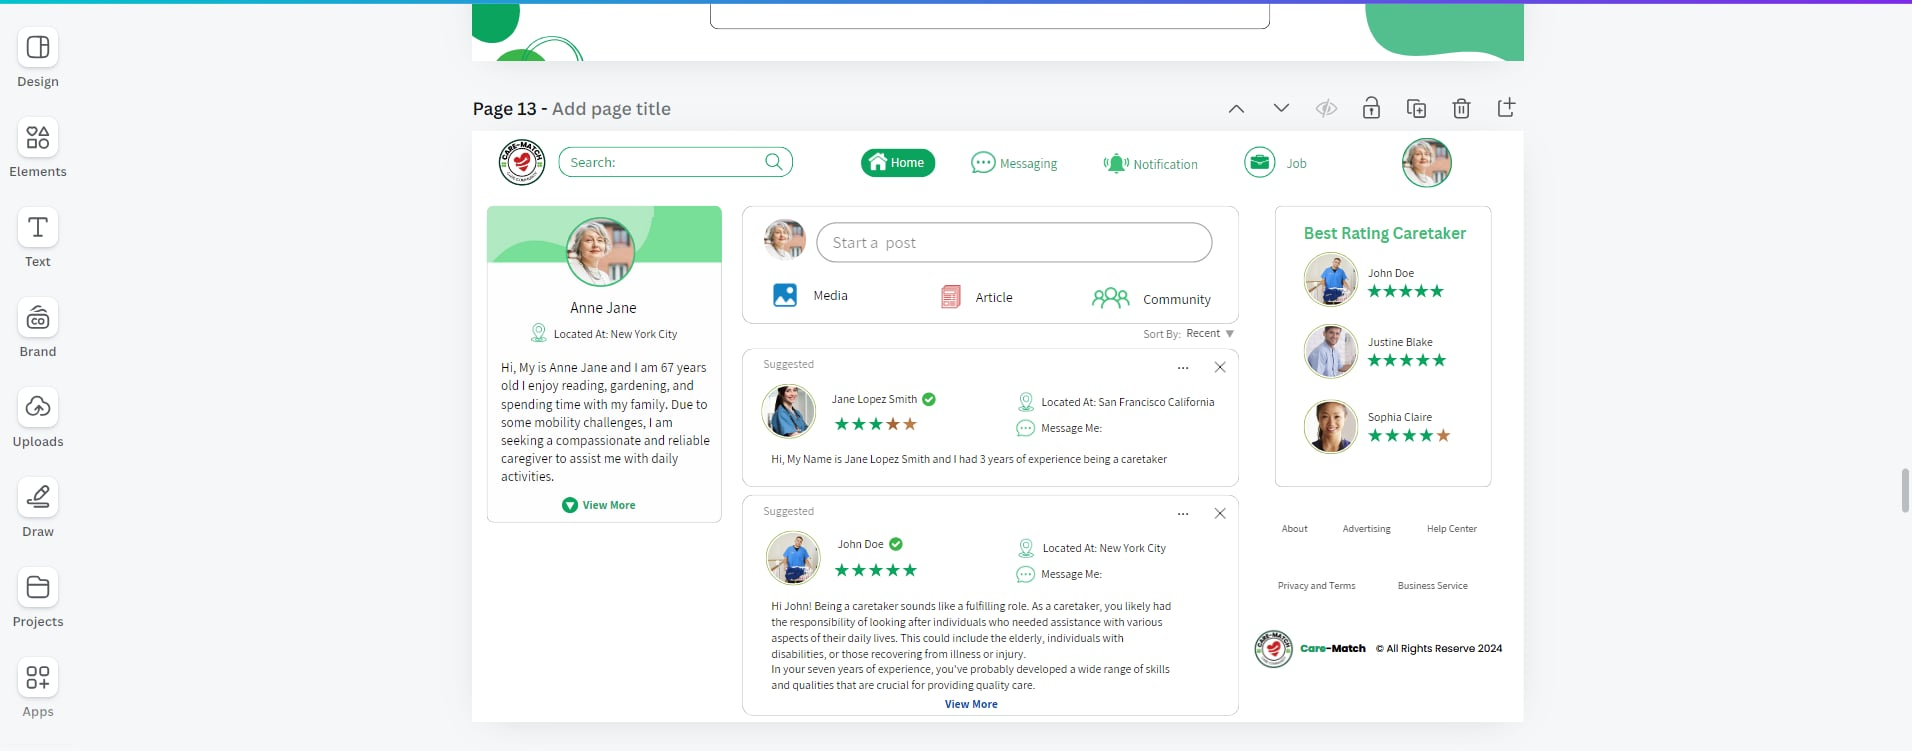 Design
Elements
Text
Brand
Uploads
Draw
Projects
Apps
Page 13 - Add page title
CARE-MATCH
Search:
Home
Messaging
Notification
Job
Anne Jane
Located At: New York City
Hi, My is Anne Jane and I am 67 years
old I enjoy reading, gardening, and
spending time with my family. Due to
some mobility challenges, I am
seeking a compassionate and reliable
caregiver to assist me with daily
activities.
View More
Start a post
Media
Article
Community
Sort By: Recent
Suggested
Jane Lopez Smith
Located At: San Francisco California
Message Me:
Hi, My Name is Jane Lopez Smith and I had 3 years of experience being a caretaker
Suggested
John Doe
Located At: New York City
Message Me:
Hi John! Being a caretaker sounds like a fulfilling role. As a caretaker, you likely had
the responsibility of looking after individuals who needed assistance with various
aspects of their daily lives. This could include the elderly, individuals with
disabilities, or those recovering from illness or injury.
In your seven years of experience, you've probably developed a wide range of skills
and qualities that are crucial for providing quality care.
View More
Best Rating Caretaker
John Doe
Justine Blake
Sophia Claire
About
Advertising
Help Center
Privacy and Terms
Business Service
CARE-MATCH
Care-Match © All Rights Reserve 2024